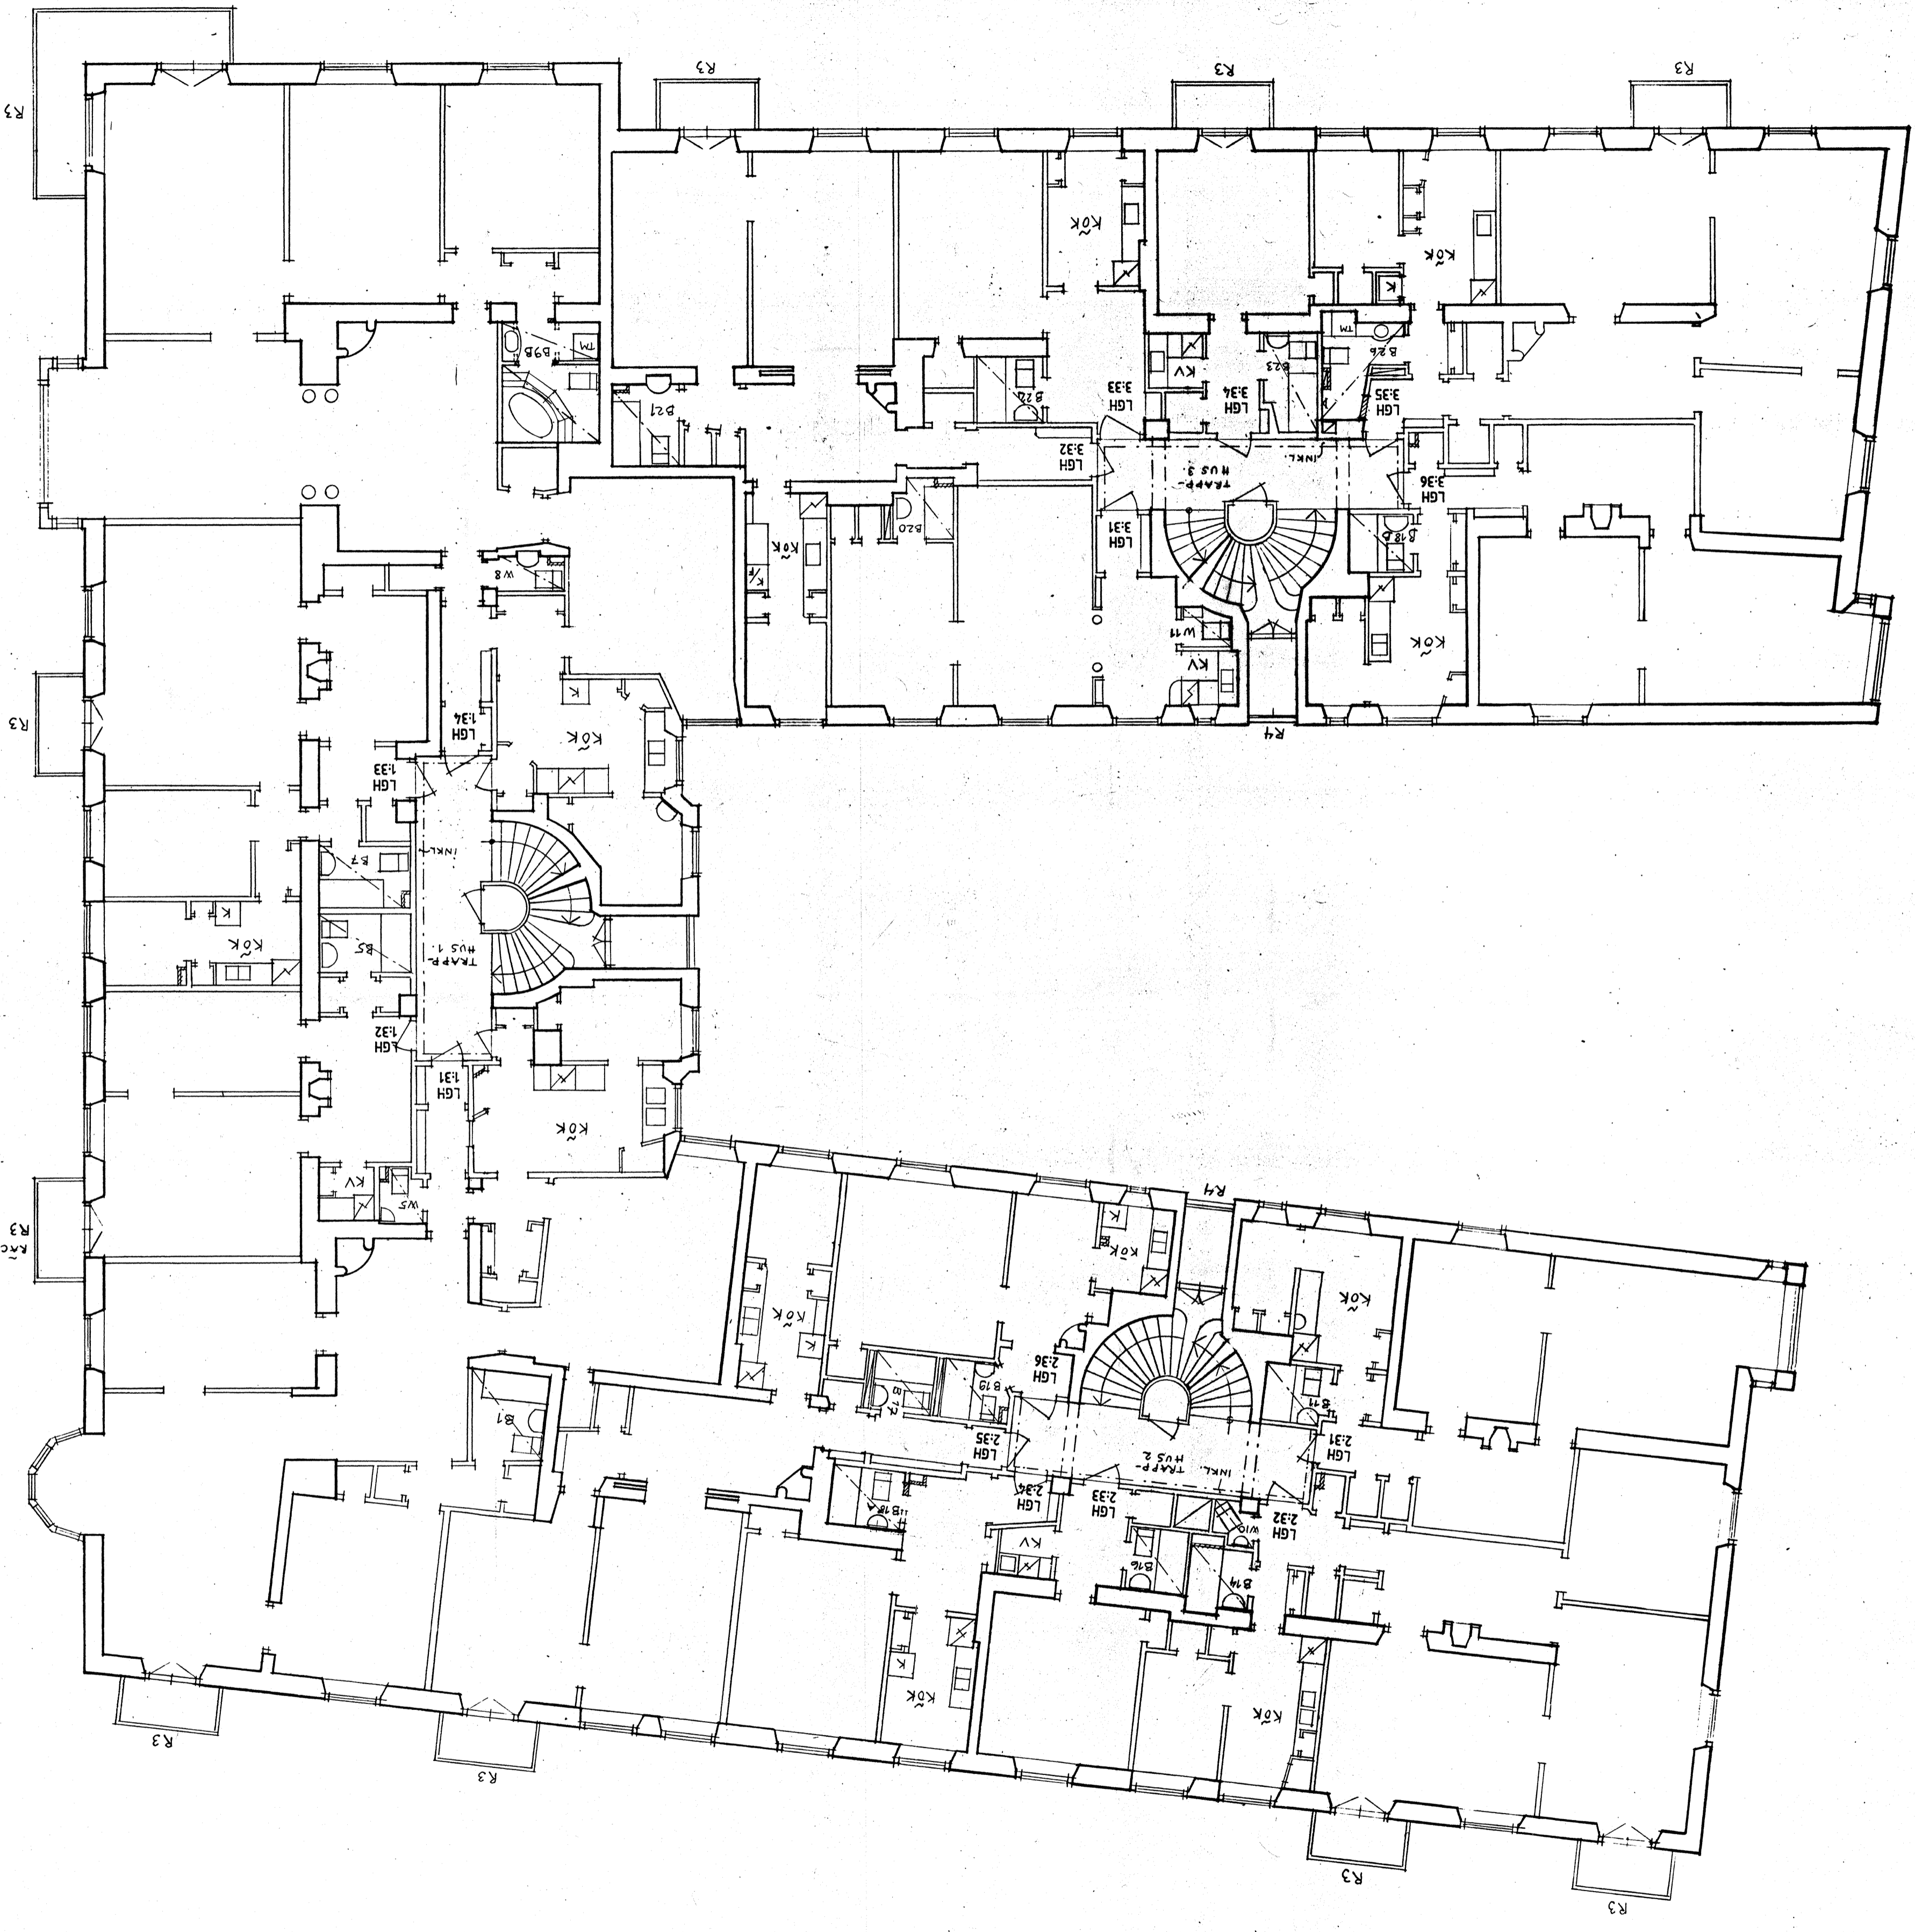 R3
R3
R3
R3
KÖK
KÖK
K
B14
B16
KV
W10
LGH
2:32
LGH
2:33
LGH
2:34
B18
INKL.
TRAPP-
HUS 2
LGH
2:31
LGH
2:35
B11
B19
B17
B1
LGH
2:36
KÖK
KÖK
K
KÖK
K
R4
R3
W5
KV
KÖK
LGH
1:31
LGH
1:32
TRAPP-
HUS 1.
INKL.
B5
KÖK
K
B7
LGH
1:33
LGH
1:34
KÖK
K
R3
R4
KV
W11
KÖK
W8
K/F
KÖK
B18B
B20
LGH
3:31
LGH
3:36
TRAPP-
HUS 3.
INKL.
LGH
3:32
LGH
3:35
LGH
3:34
LGH
3:33
B22
B21
B26
TM
B23
KV
B9B
TM
K
KÖK
KÖK
R3
R3
R3
R3